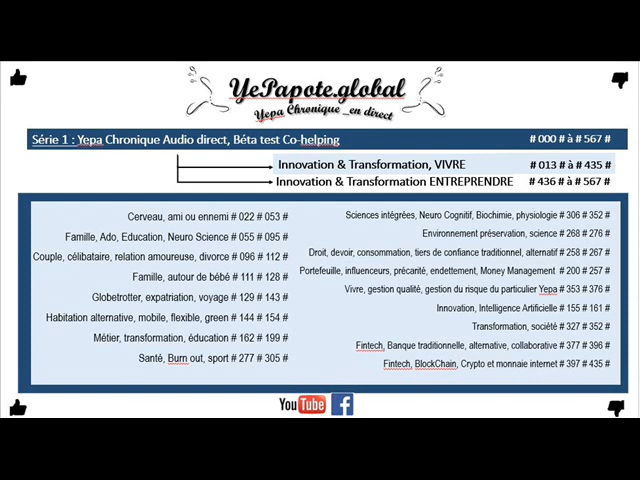 YePapote.global
Yepa Chronique _en direct
Série 1 : Yepa Chronique Audio direct, Béta test Co-helping # 000 # à # 567 #
Innovation & Transformation, VIVRE # 013 # à # 435 #
Innovation & Transformation ENTREPRENDRE # 436 # à # 567 #
Cerveau, ami ou ennemi # 022 # 053 #
Famille, Ado, Education, Neuro Science # 055 # 095 #
Couple, célibataire, relation amoureuse, divorce # 096 # 112 #
Famille, autour de bébé # 111 # 128 #
Globetrotter, expatriation, voyage # 129 # 143 #
Habitation alternative, mobile, flexible, green # 144 # 154 #
Métier, transformation, éducation # 162 # 199 #
Santé, Burn out, sport # 277 # 305 #
Sciences intégrées, Neuro Cognitif, Biochimie, physiologie # 306 # 352 #
Environnement préservation, science # 268 # 276 #
Droit, devoir, consommation, tiers de confiance traditionnel, alternatif # 258 # 267 #
Portefeuille, influenceurs, précarité, endettement, Money Management # 200 # 257 #
Vivre, gestion qualité, gestion du risque du particulier Yepa # 353 # 376 #
Innovation, Intelligence Artificielle # 155 # 161 #
Transformation, société # 327 # 352 #
Fintech, Banque traditionnelle, alternative, collaborative # 377 # 396 #
Fintech, BlockChain, Crypto et monnaie internet # 397 # 435 #
YouTube f